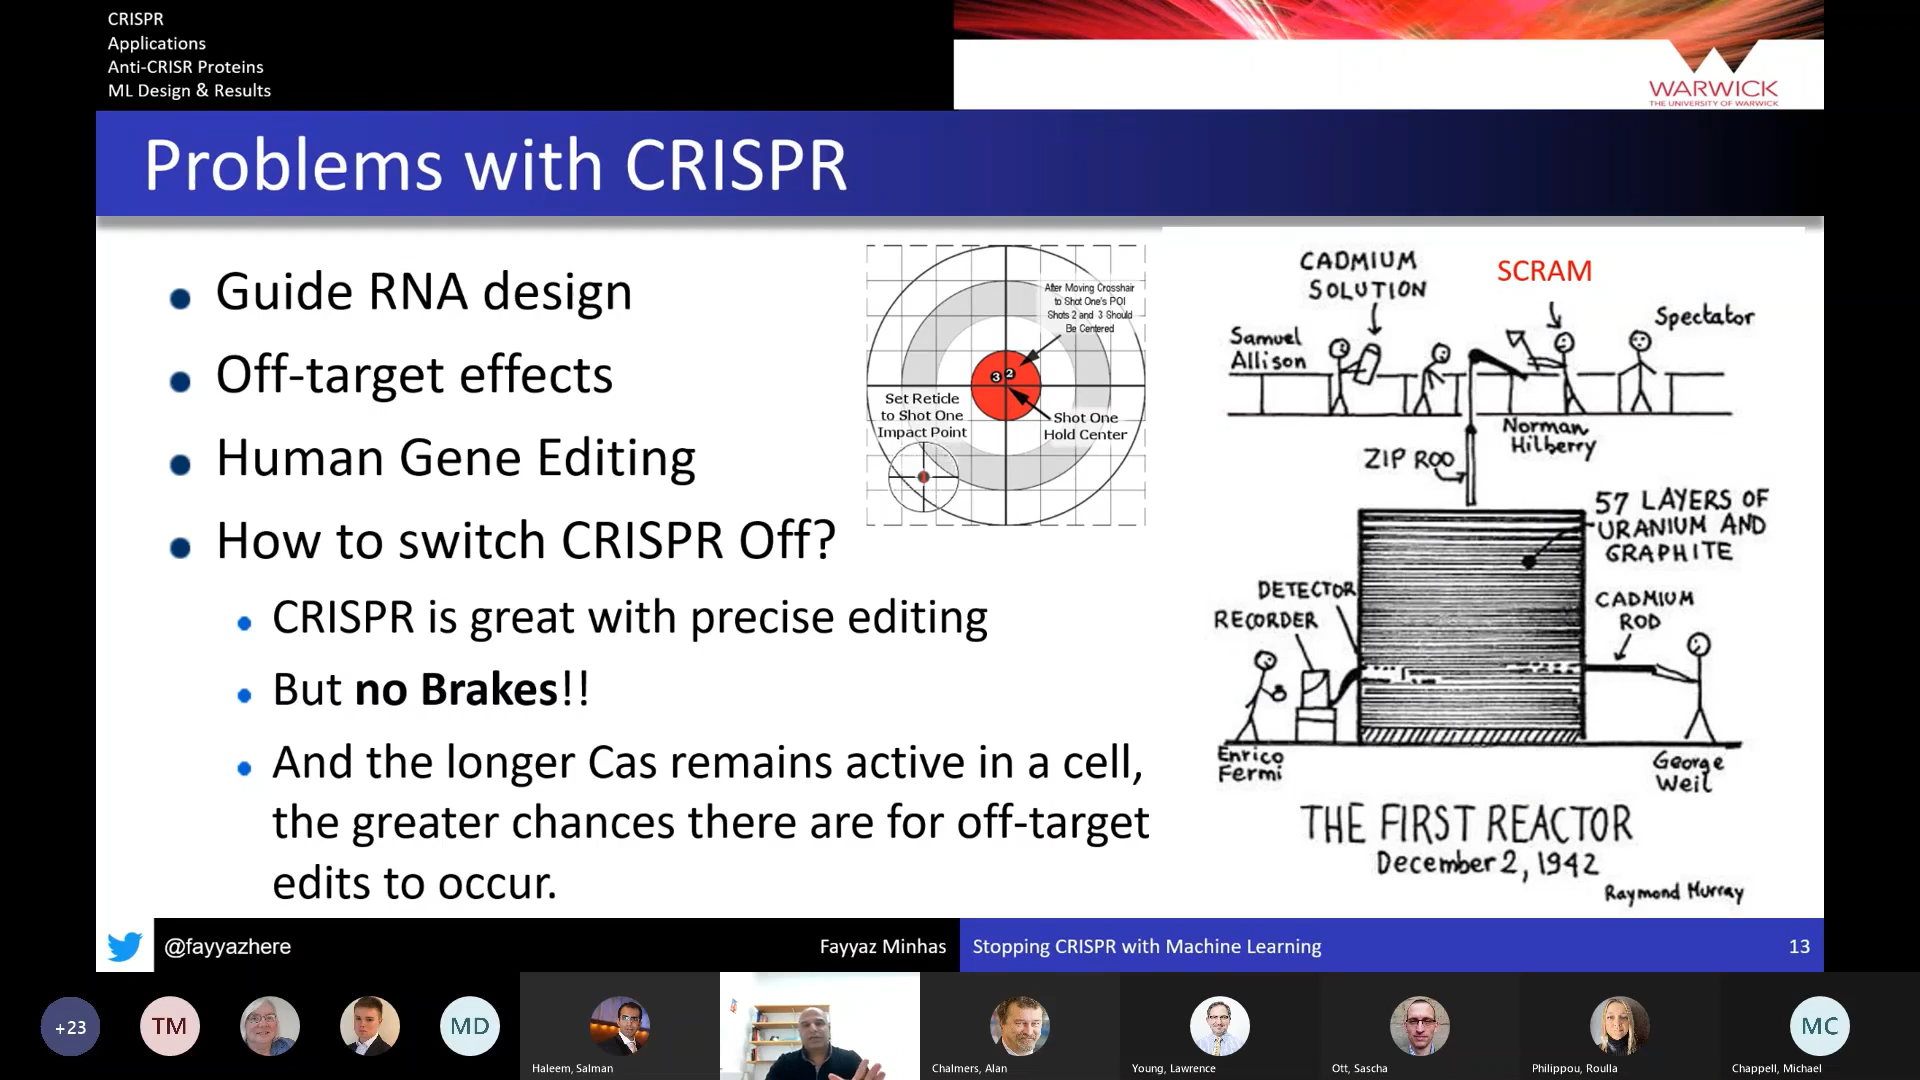 CRISPR
Applications
Anti-CRISR Proteins
ML Design & Results
WARWICK
THE UNIVERSITY OF WARWICK
Problems with CRISPR
Guide RNA design
Off-target effects
Human Gene Editing
How to switch CRISPR Off?
CRISPR is great with precise editing
But no Brakes!!
And the longer Cas remains active in a cell,
the greater chances there are for off-target
edits to occur.
After Moving Crosshair
to Shot One's POI
Shots 2 and 3 Should
Be Centered
3 2
Set Reticle
to Shot One
Impact Point
Shot One
Hold Center
CADMIUM
SOLUTION
SCRAM
Spectator
Samuel
Allison
Norman
Hilberry
ZIP ROD
57 LAYERS OF
URANIUM AND
GRAPHITE
DETECTOR
RECORDER
CADMIUM
ROD
Enrico
Fermi
George
Weil
THE FIRST REACTOR
December 2, 1942
Raymond Murray
@fayyazhere
Fayyaz Minhas
Stopping CRISPR with Machine Learning
13
+23
TM
MD
Haleem, Salman
Chalmers, Alan
Young, Lawrence
Ott, Sascha
Philippou, Roulla
MC
Chappell, Michael